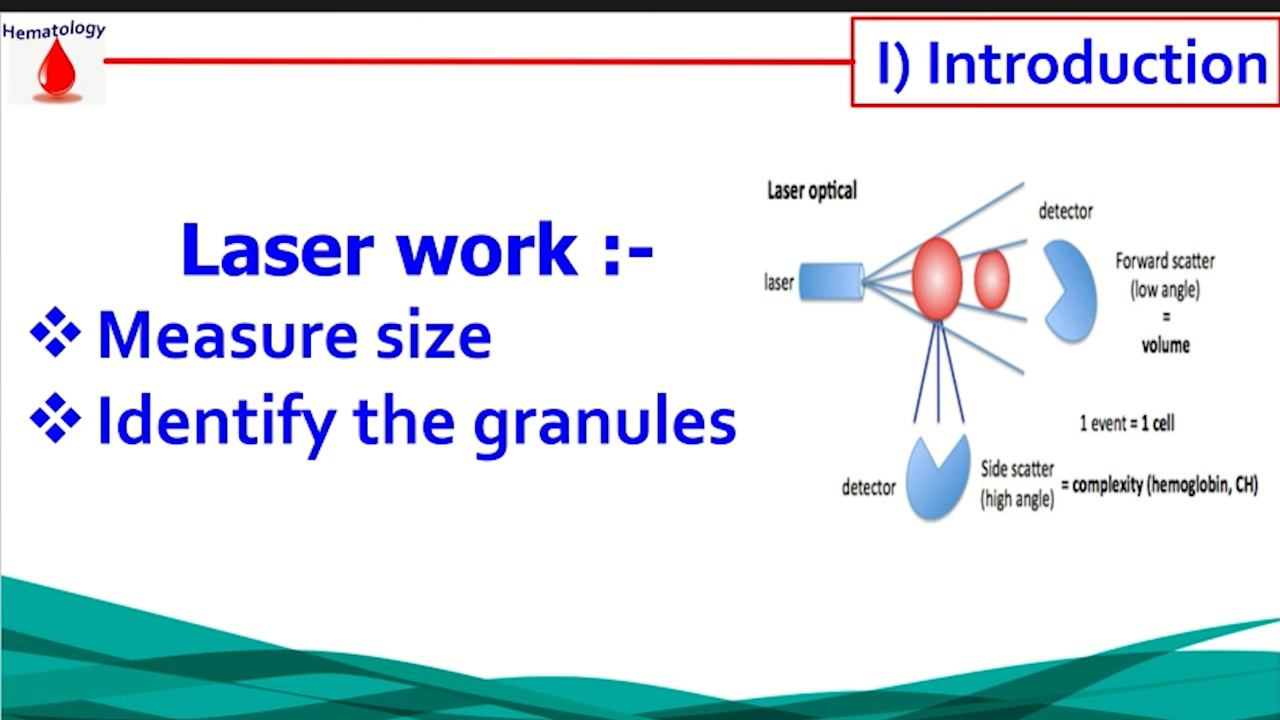 Hematology
I) Introduction
Laser work :-
❖ Measure size
❖ Identify the granules
Laser optical
laser
detector
Forward scatter
(low angle)
=
volume
1 event = 1 cell
detector
Side scatter
(high angle)
= complexity (hemoglobin, CH)